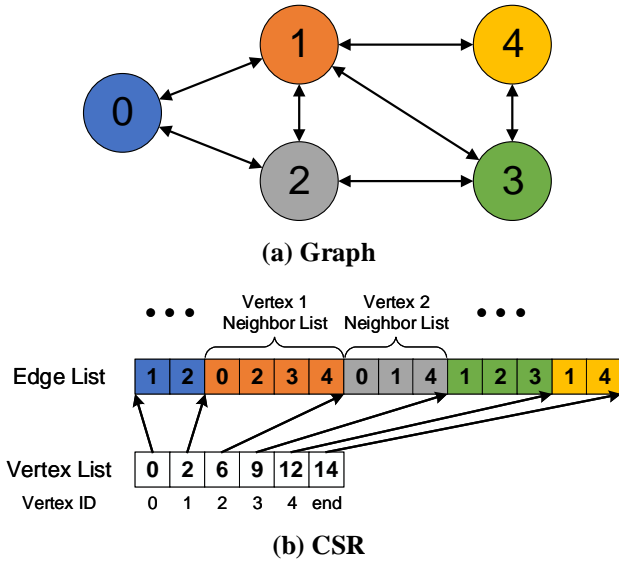 1
4
0
2
3
(a) Graph
• • •
Vertex 1
Neighbor List
Vertex 2
Neighbor List
• • •
Edge List 1 2 0 2 3 4 0 1 4 1 2 3 1 4
Vertex List 0 2 6 9 12 14
Vertex ID 0 1 2 3 4 end
(b) CSR